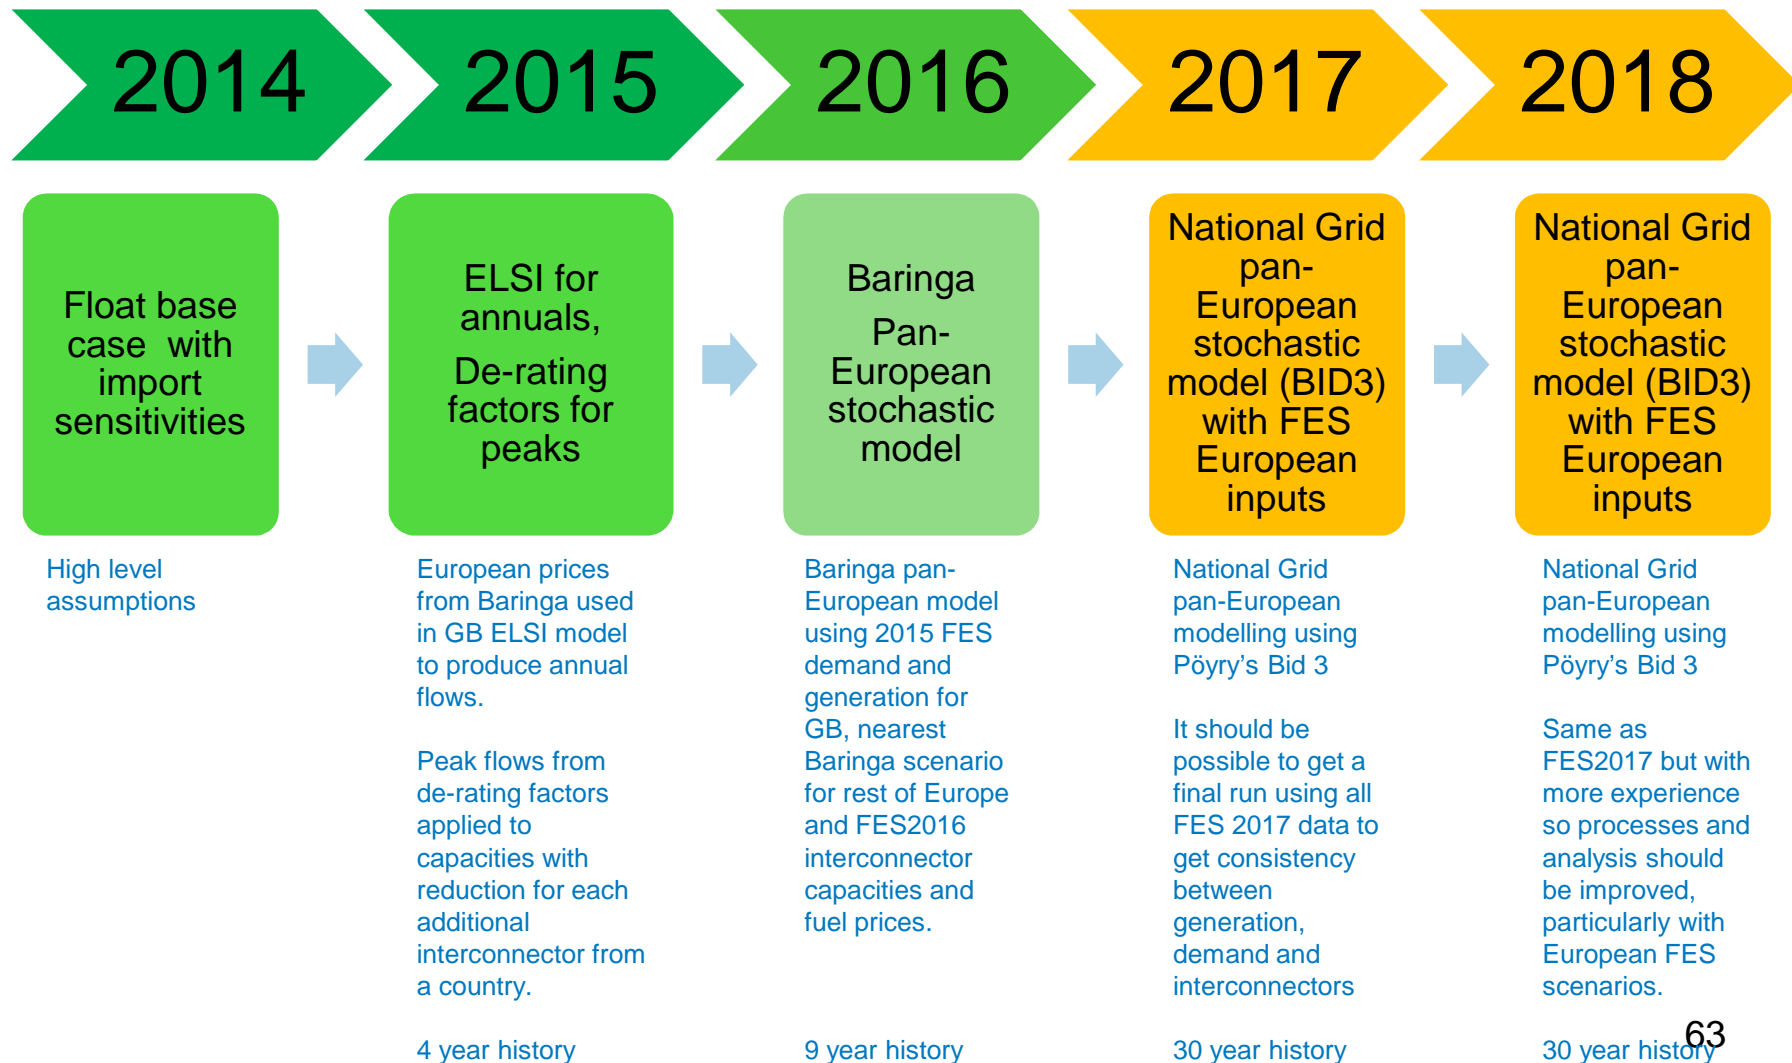 2014
2015
2016
2017
2018
Float base
case with
import
sensitivities
ELSI for
annuals,
De-rating
factors for
peaks
Baringa
Pan-
European
stochastic
model
National Grid
pan-
European
stochastic
model (BID3)
with FES
European
inputs
National Grid
pan-
European
stochastic
model (BID3)
with FES
European
inputs
High level
assumptions
European prices
from Baringa used
in GB ELSI model
to produce annual
flows.
Peak flows from
de-rating factors
applied to
capacities with
reduction for each
additional
interconnector from
a country.
4 year history
Baringa pan-
European model
using 2015 FES
demand and
generation for
GB, nearest
Baringa scenario
for rest of Europe
and FES2016
interconnector
capacities and
fuel prices.
9 year history
National Grid
pan-European
modelling using
Pöyry’s Bid 3
It should be
possible to get a
final run using all
FES 2017 data to
get consistency
between
generation,
demand and
interconnectors
30 year history
National Grid
pan-European
modelling using
Pöyry’s Bid 3
Same as
FES2017 but with
more experience
so processes and
analysis should
be improved,
particularly with
European FES
scenarios.
30 year history
63